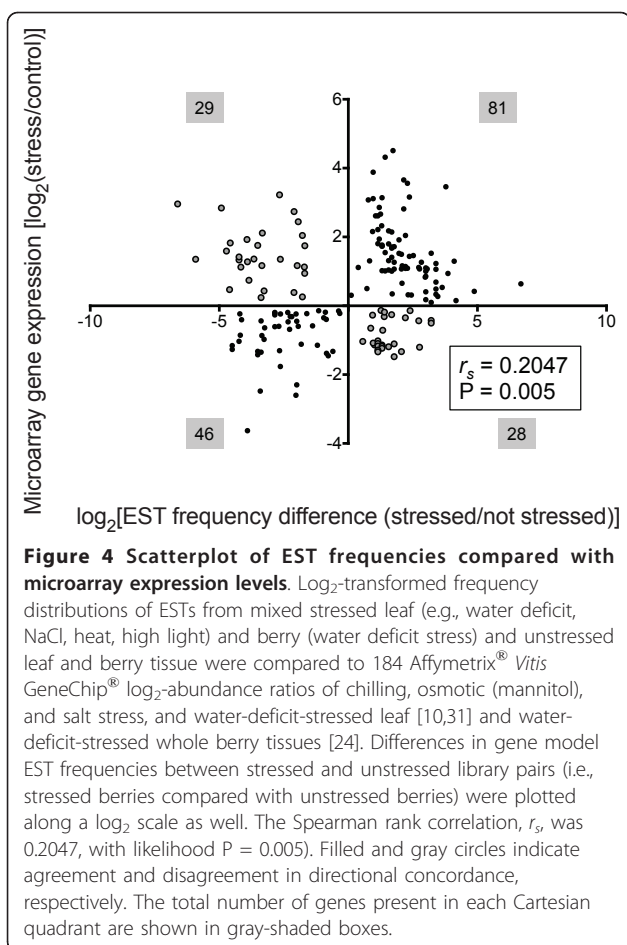 29
81
6
4
2
-10
-5
5
10
-2
-4
46
28
r_s = 0.2047
P = 0.005
Microarray gene expression [log₂(stress/control)]
log₂[EST frequency difference (stressed/not stressed)]
Figure 4 Scatterplot of EST frequencies compared with
microarray expression levels. Log₂-transformed frequency
distributions of ESTs from mixed stressed leaf (e.g., water deficit,
NaCl, heat, high light) and berry (water deficit stress) and unstressed
leaf and berry tissue were compared to 184 Affymetrix® Vitis
GeneChip® log₂-abundance ratios of chilling, osmotic (mannitol),
and salt stress, and water-deficit-stressed leaf [10,31] and water-
deficit-stressed whole berry tissues [24]. Differences in gene model
EST frequencies between stressed and unstressed library pairs (i.e.,
stressed berries compared with unstressed berries) were plotted
along a log₂ scale as well. The Spearman rank correlation, r_s, was
0.2047, with likelihood P = 0.005). Filled and gray circles indicate
agreement and disagreement in directional concordance,
respectively. The total number of genes present in each Cartesian
quadrant are shown in gray-shaded boxes.